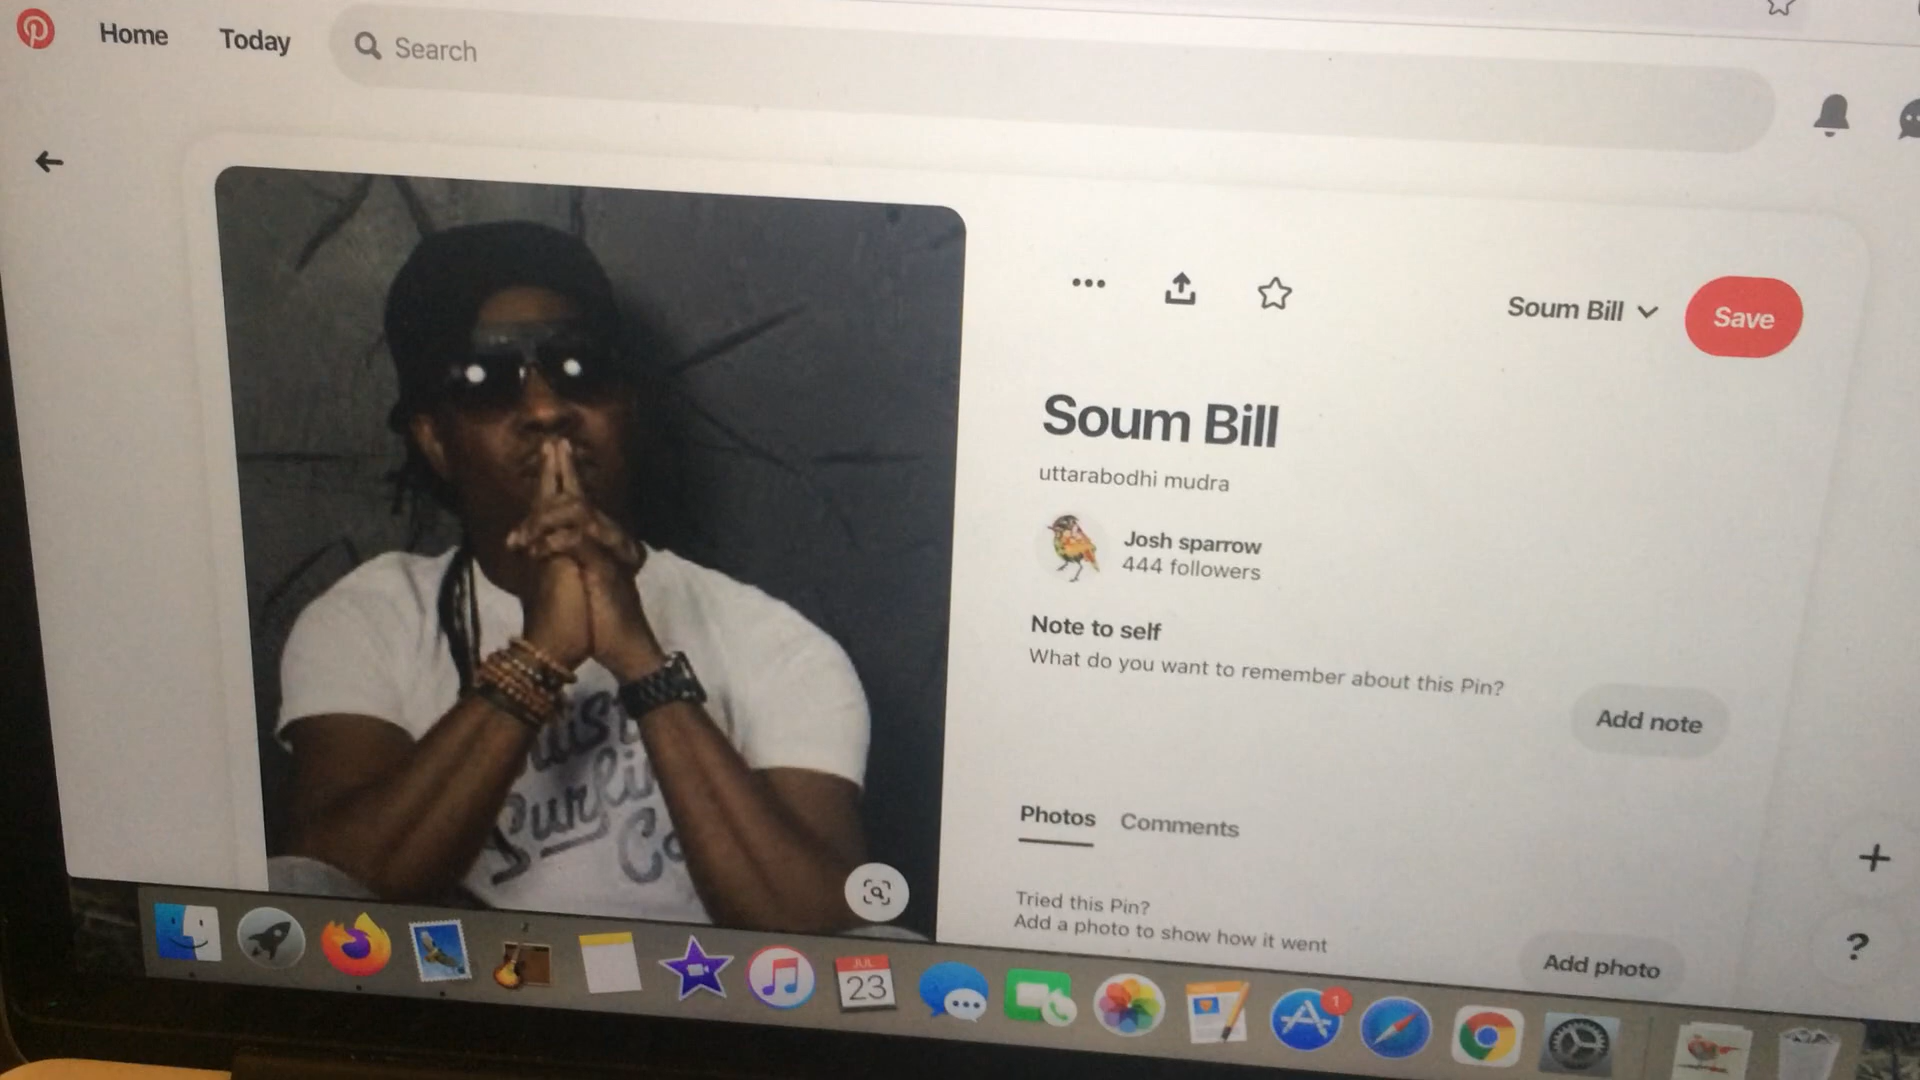 Home
Today
Search
Soum Bill
Save
Soum Bill
uttarabodhi mudra
Josh sparrow
444 followers
Note to self
What do you want to remember about this Pin?
Add note
Photos
Comments
Tried this Pin?
Add a photo to show how it went
Add photo
Surfin
JUL
23
1
?